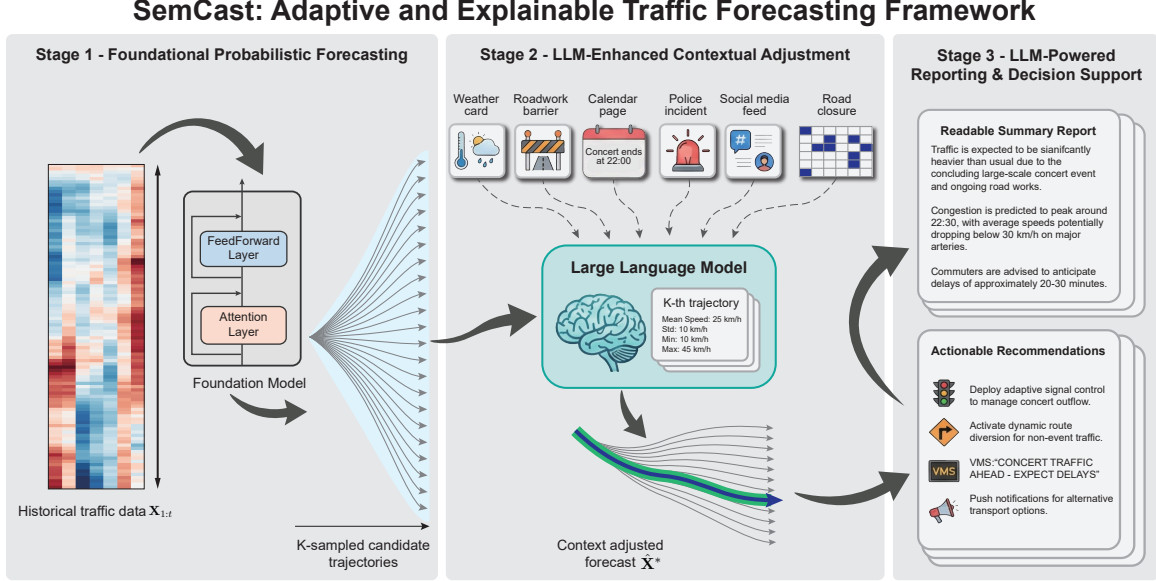 SemCast: Adaptive and Explainable Traffic Forecasting Framework
Stage 1 - Foundational Probabilistic Forecasting
FeedForward
Layer
Attention
Layer
Foundation Model
Historical traffic data X₁:ₜ
K-sampled candidate
trajectories
Stage 2 - LLM-Enhanced Contextual Adjustment
Weather
card
Roadwork
barrier
Calendar
page
Police
incident
Social media
feed
Road
closure
Concert ends
at 22:00
#
Large Language Model
K-th trajectory
Mean Speed: 25 km/h
Std: 10 km/h
Min: 10 km/h
Max: 45 km/h
Context adjusted
forecast X̂*
Stage 3 - LLM-Powered
Reporting & Decision Support
Readable Summary Report
Traffic is expected to be sianifcantly
heavier than usual due to the
concluding large-scale concert event
and ongoing road works.
Congestion is predicted to peak around
22:30, with average speeds potentially
dropping below 30 km/h on major
arteries.
Commuters are advised to anticipate
delays of approximately 20-30 minutes.
Actionable Recommendations
Deploy adaptive signal control
to manage concert outflow.
Activate dynamic route
diversion for non-event traffic.
VMS
VMS:“CONCERT TRAFFIC
AHEAD - EXPECT DELAYS”
Push notifications for alternative
transport options.